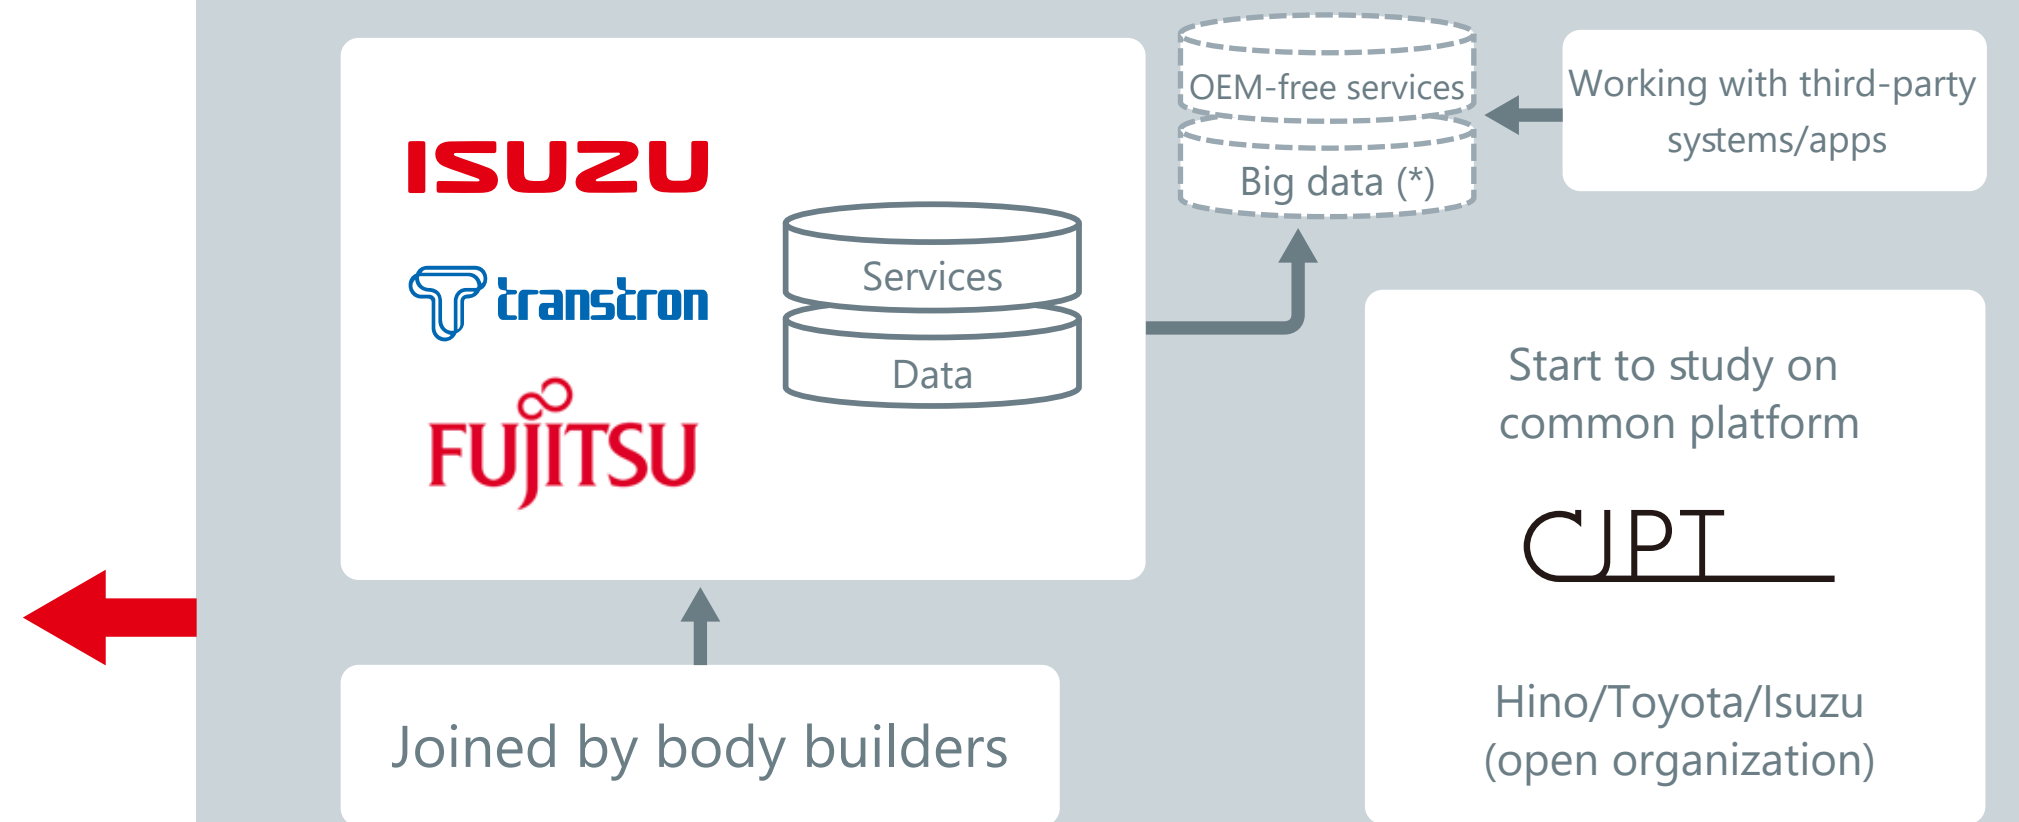 ISUZU
transtron
FUJITSU
Services
Data
OEM-free services
Big data (*)
Working with third-party
systems/apps
Start to study on
common platform
CJPT
Hino/Toyota/Isuzu
(open organization)
Joined by body builders